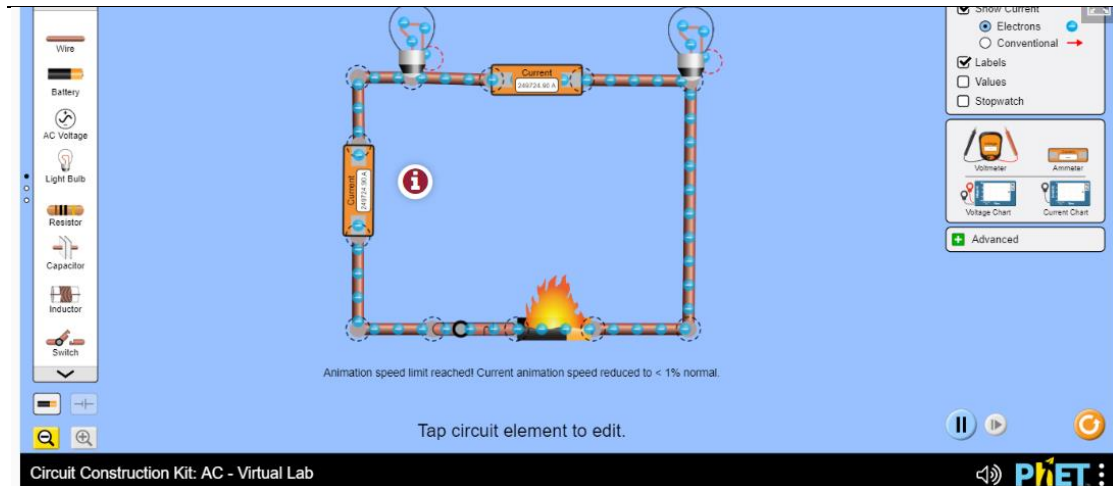 Wire
Battery
AC Voltage
Light Bulb
Resistor
Capacitor
Inductor
Switch
Current
249724.90 A
Current
249724.90 A
Animation speed limit reached! Current animation speed reduced to < 1% normal.
Tap circuit element to edit.
Show Current
Electrons
Conventional
Labels
Values
Stopwatch
Voltmeter
Ammeter
Voltage Chart
Current Chart
Advanced
Circuit Construction Kit: AC - Virtual Lab
PhET